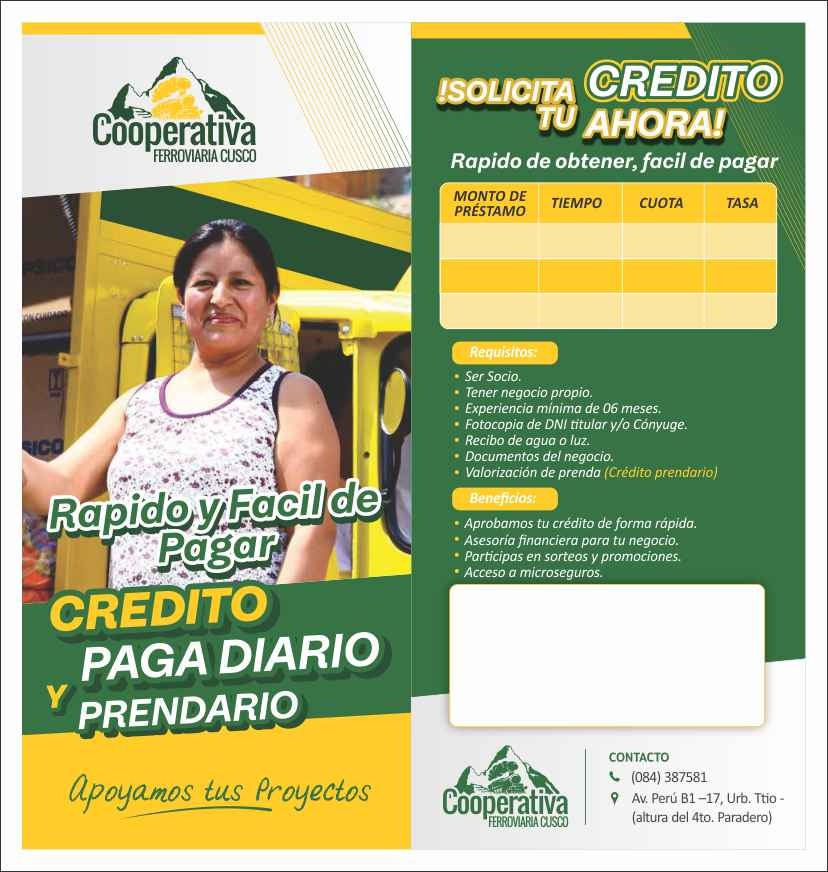 Cooperativa
FERROVIARIA CUSCO
PSICO
CON CUIDADO
SICO
Rapido y Facil de
Pagar
CREDITO
PAGA DIARIO
Y
PRENDARIO
Apoyamos tus Proyectos
!SOLICITA
TU
CREDITO
AHORA!
Rapido de obtener, facil de pagar
MONTO DE
PRÉSTAMO
TIEMPO
CUOTA
TASA
Requisitos:
• Ser Socio.
• Tener negocio propio.
• Experiencia mínima de 06 meses.
• Fotocopia de DNI titular y/o Cónyuge.
• Recibo de agua o luz.
• Documentos del negocio.
• Valorización de prenda (Crédito prendario)
Beneficios:
• Aprobamos tu crédito de forma rápida.
• Asesoría financiera para tu negocio.
• Participas en sorteos y promociones.
• Acceso a microseguros.
Cooperativa
FERROVIARIA CUSCO
CONTACTO
(084) 387581
Av. Perú B1 –17, Urb. Ttio -
(altura del 4to. Paradero)